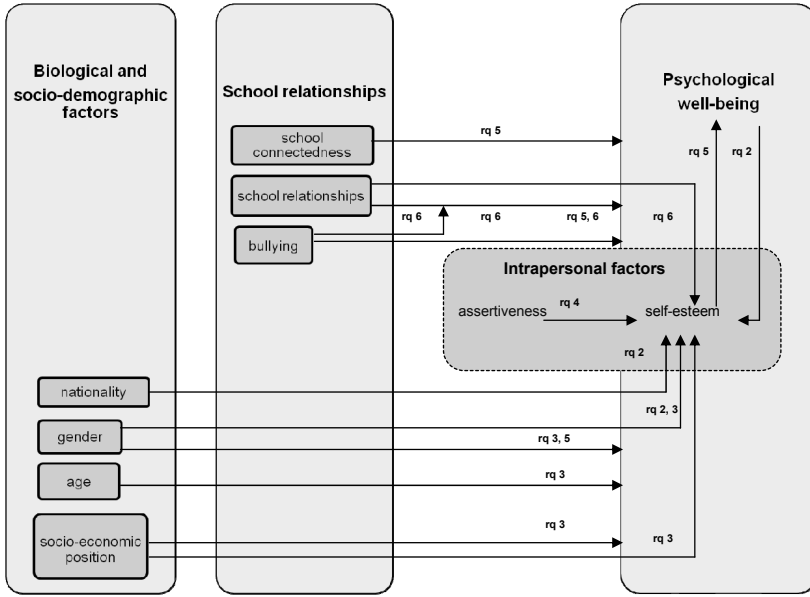 Biological and
socio-demographic
factors
nationality
gender
age
socio-economic
position
School relationships
school
connectedness
school relationships
bullying
rq 5
rq 6
rq 6
rq 5, 6
rq 6
Psychological
well-being
rq 5
rq 2
Intrapersonal factors
assertiveness
rq 4
self-esteem
rq 2
rq 2, 3
rq 3, 5
rq 3
rq 3
rq 3